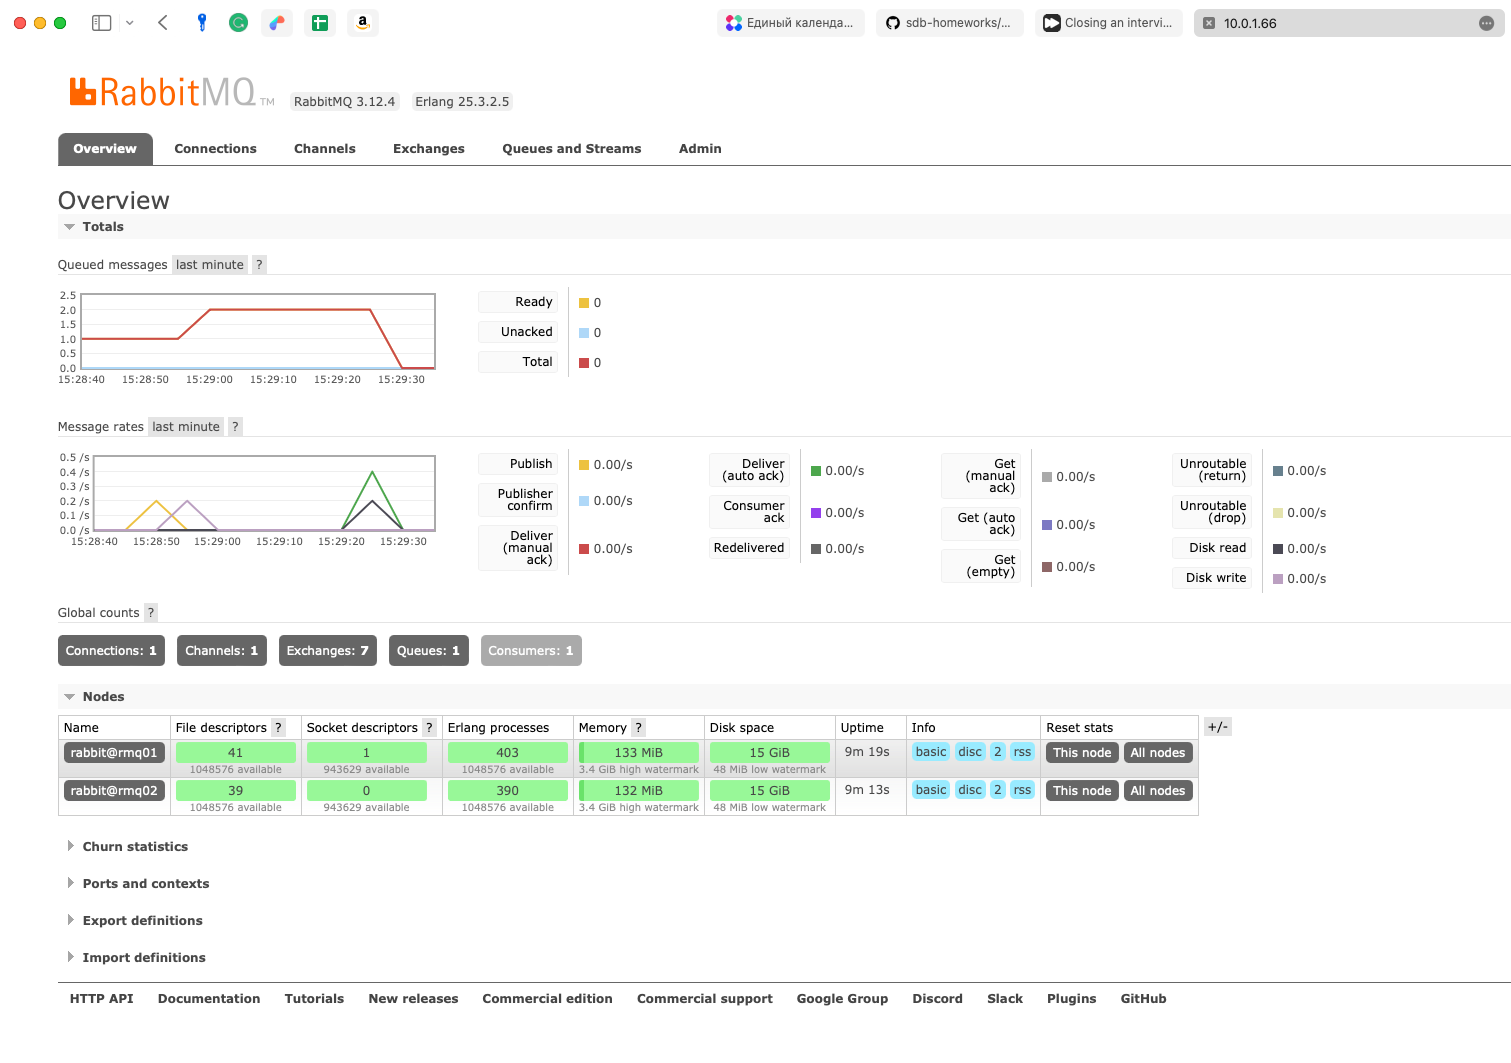 Единый календа...
sdb-homeworks/...
Closing an intervi...
10.0.1.66
RabbitMQ TM
RabbitMQ 3.12.4 Erlang 25.3.2.5
Overview Connections Channels Exchanges Queues and Streams Admin
Overview
Totals
Queued messages last minute ?
2.5
2.0
1.5
1.0
0.5
0.0
15:28:40 15:28:50 15:29:00 15:29:10 15:29:20 15:29:30
Ready 0
Unacked 0
Total 0
Message rates last minute ?
0.5 /s
0.4 /s
0.3 /s
0.2 /s
0.1 /s
0.0 /s
15:28:40 15:28:50 15:29:00 15:29:10 15:29:20 15:29:30
Publish 0.00/s
Publisher
confirm 0.00/s
Deliver
(manual
ack) 0.00/s
Deliver
(auto ack) 0.00/s
Consumer
ack 0.00/s
Redelivered 0.00/s
Get
(manual
ack) 0.00/s
Get (auto
ack) 0.00/s
Get
(empty) 0.00/s
Unroutable
(return) 0.00/s
Unroutable
(drop) 0.00/s
Disk read 0.00/s
Disk write 0.00/s
Global counts ?
Connections: 1 Channels: 1 Exchanges: 7 Queues: 1 Consumers: 1
Nodes
Name File descriptors ? Socket descriptors ? Erlang processes Memory ? Disk space Uptime Info Reset stats +/-
rabbit@rmq01 41 1 403 133 MiB 15 GiB 9m 19s basic disc 2 rss This node All nodes
1048576 available 943629 available 1048576 available 3.4 GiB high watermark 48 MiB low watermark
rabbit@rmq02 39 0 390 132 MiB 15 GiB 9m 13s basic disc 2 rss This node All nodes
1048576 available 943629 available 1048576 available 3.4 GiB high watermark 48 MiB low watermark
Churn statistics
Ports and contexts
Export definitions
Import definitions
HTTP API Documentation Tutorials New releases Commercial edition Commercial support Google Group Discord Slack Plugins GitHub